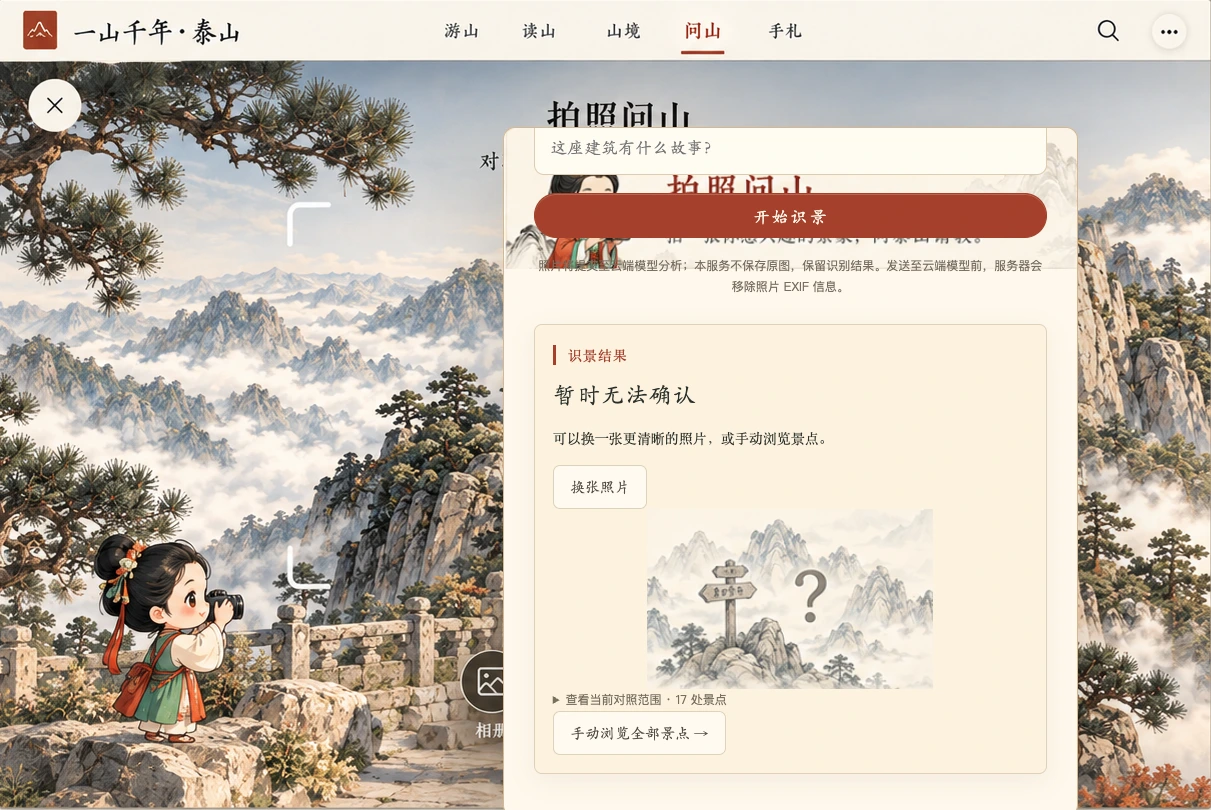 一山千年·泰山
游山
读山
山境
问山
手札
拍照问山
对
这座建筑有什么故事?
拍照问山
开始识景
云端模型分析；本服务不保存原图，保留识别结果。发送至云端模型前，服务器会
移除照片 EXIF 信息。
识景结果
暂时无法确认
可以换一张更清晰的照片，或手动浏览景点。
换张照片
?
查看当前对照范围 · 17 处景点
手动浏览全部景点→
相册